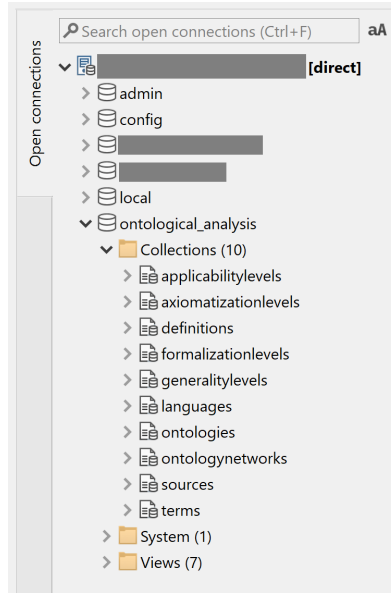 Open connections
Search open connections (Ctrl+F) aA
[direct]
admin
config
local
ontological_analysis
Collections (10)
applicabilitylevels
axiomatizationlevels
definitions
formalizationlevels
generalitylevels
languages
ontologies
ontologynetworks
sources
terms
System (1)
Views (7)